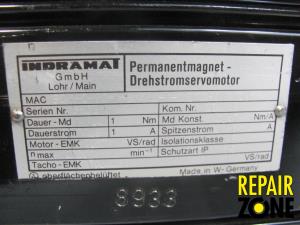 INDRAMAT
GmbH
Lohr / Main
Permanentmagnet -
Drehstromservomotor
MAC
Serien Nr. Kom. Nr.
Dauer - Md 1 Nm Md Konst. Nm/A
Dauerstrom 1 A Spitzenstrom A
Motor - EMK VS/rad Isolationsklasse
n max min⁻¹ Schutzart IP
Tacho - EMK VS/rad
oberflächenbelüftet Made in W-Germany
8933
REPAIR
ZONE